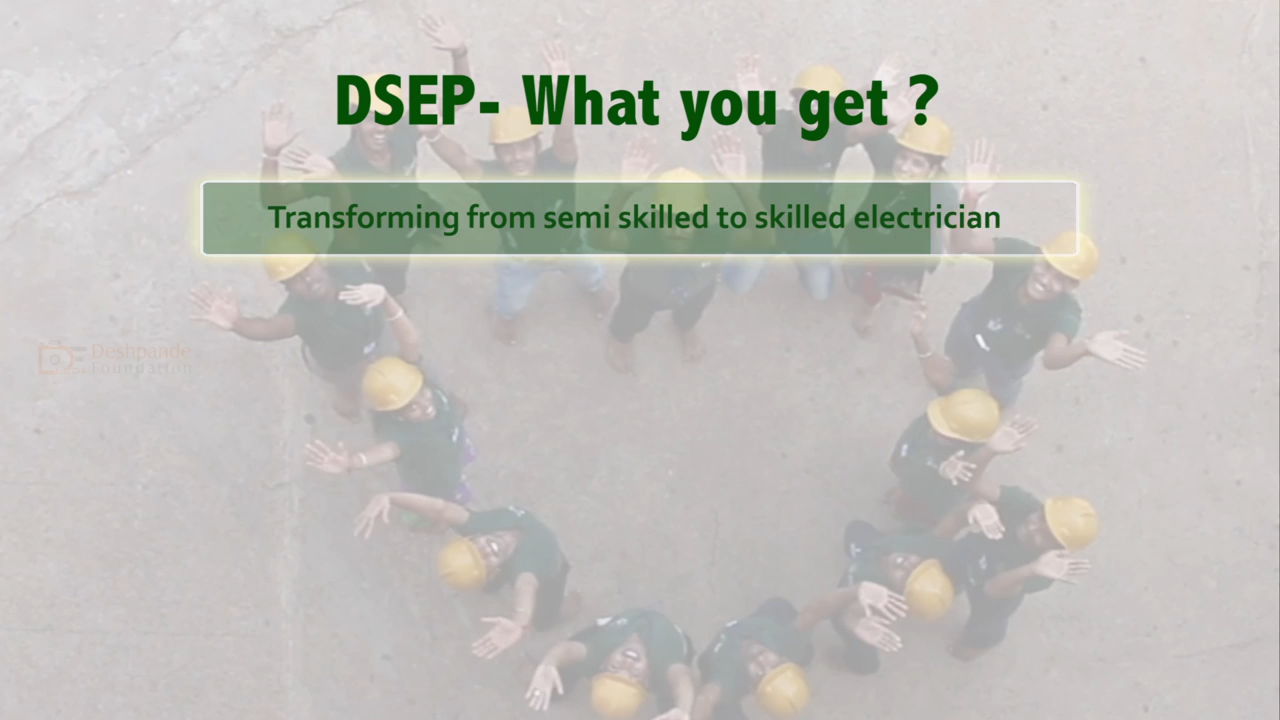 DSEP- What you get ?
Transforming from semi skilled to skilled electrician
Deshpande
Foundation